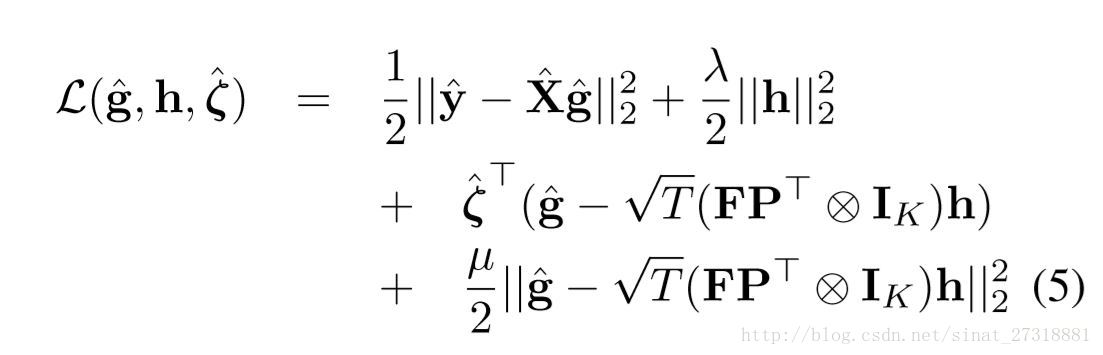 ℒ(ĝ, h, ζ̂) = 1/2||ŷ − X̂ĝ||₂² + λ/2||h||₂²
+ ζ̂⊤(ĝ − √T(FP⊤ ⊗ I_K)h)
+ μ/2||ĝ − √T(FP⊤ ⊗ I_K)h||₂² (5)
http://blog.csdn.net/sinat_27318881